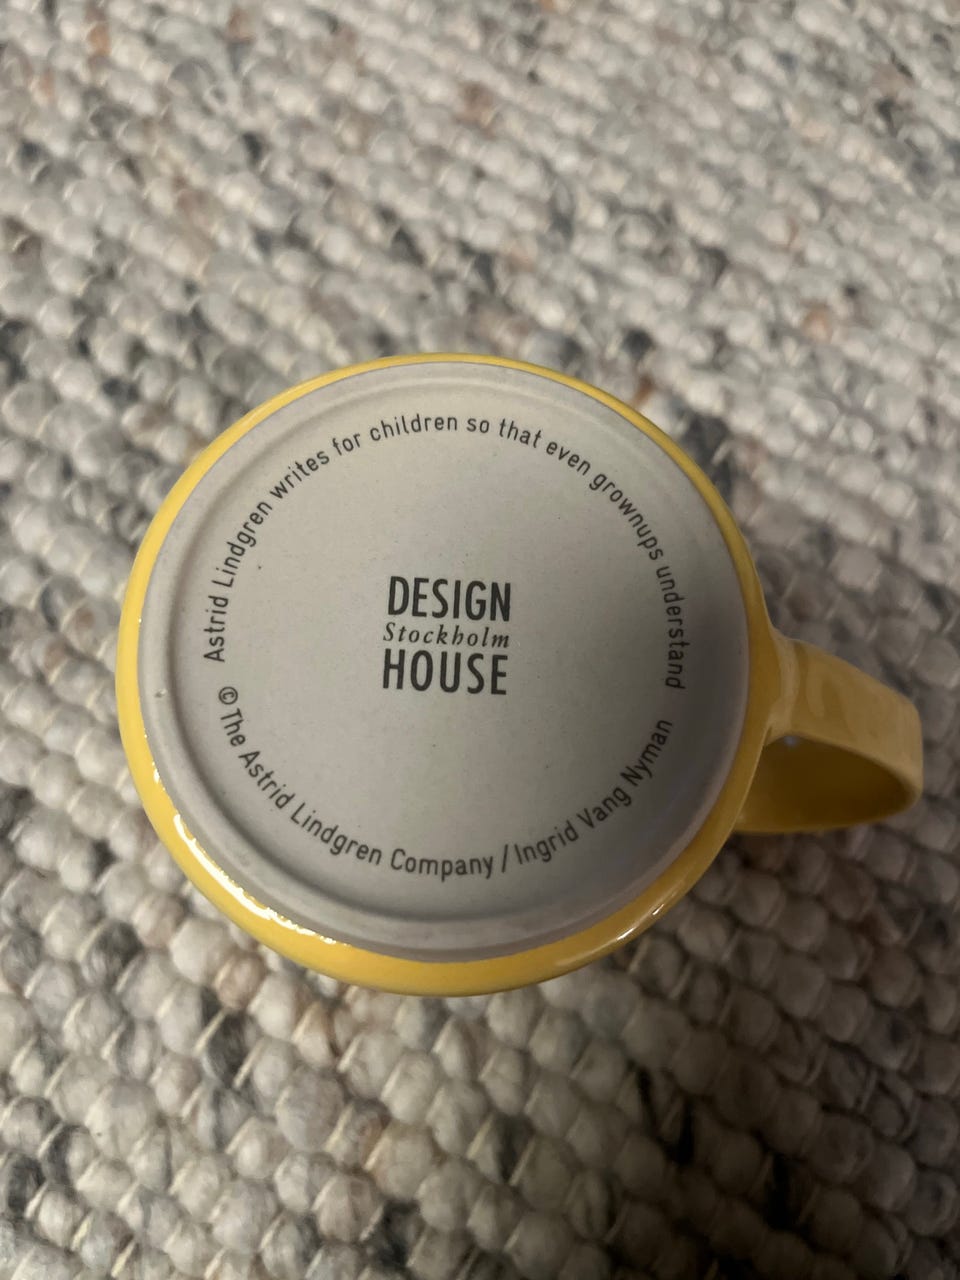 Astrid Lindgren writes for children so that even grownups understand
DESIGN
Stockholm
HOUSE
© The Astrid Lindgren Company / Ingrid Vang Nyman